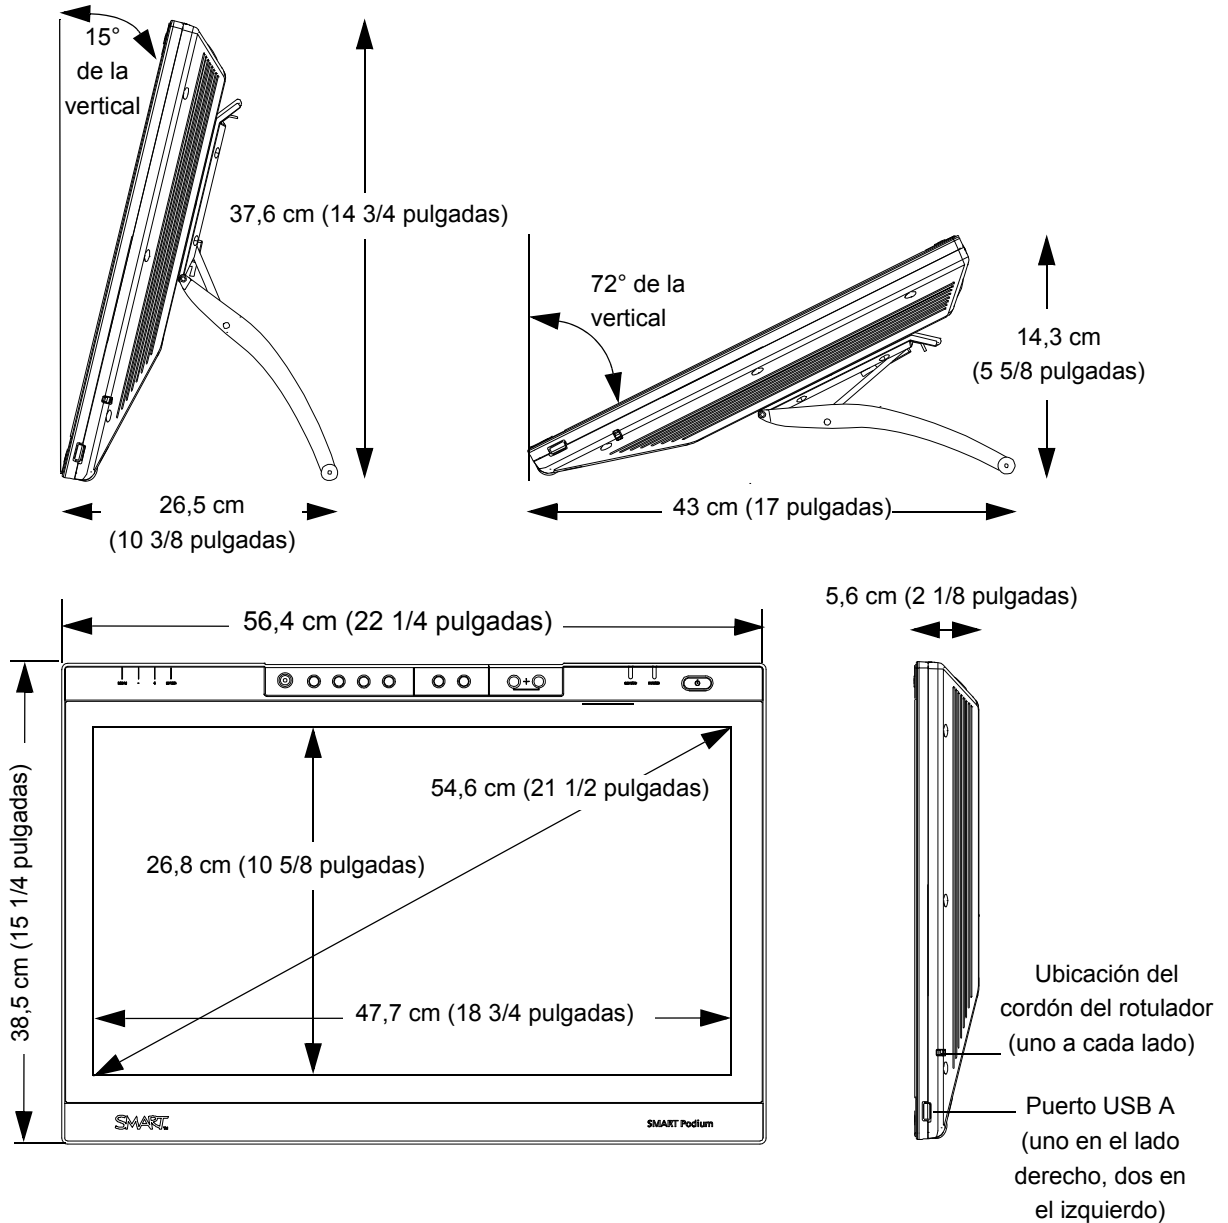 15°
de la
vertical
37,6 cm (14 3/4 pulgadas)
72° de la
vertical
14,3 cm
(5 5/8 pulgadas)
26,5 cm
(10 3/8 pulgadas)
43 cm (17 pulgadas)
56,4 cm (22 1/4 pulgadas)
5,6 cm (2 1/8 pulgadas)
38,5 cm (15 1/4 pulgadas)
54,6 cm (21 1/2 pulgadas)
26,8 cm (10 5/8 pulgadas)
47,7 cm (18 3/4 pulgadas)
SMART
SMART Podium
Ubicación del
cordón del rotulador
(uno a cada lado)
Puerto USB A
(uno en el lado
derecho, dos en
el izquierdo)